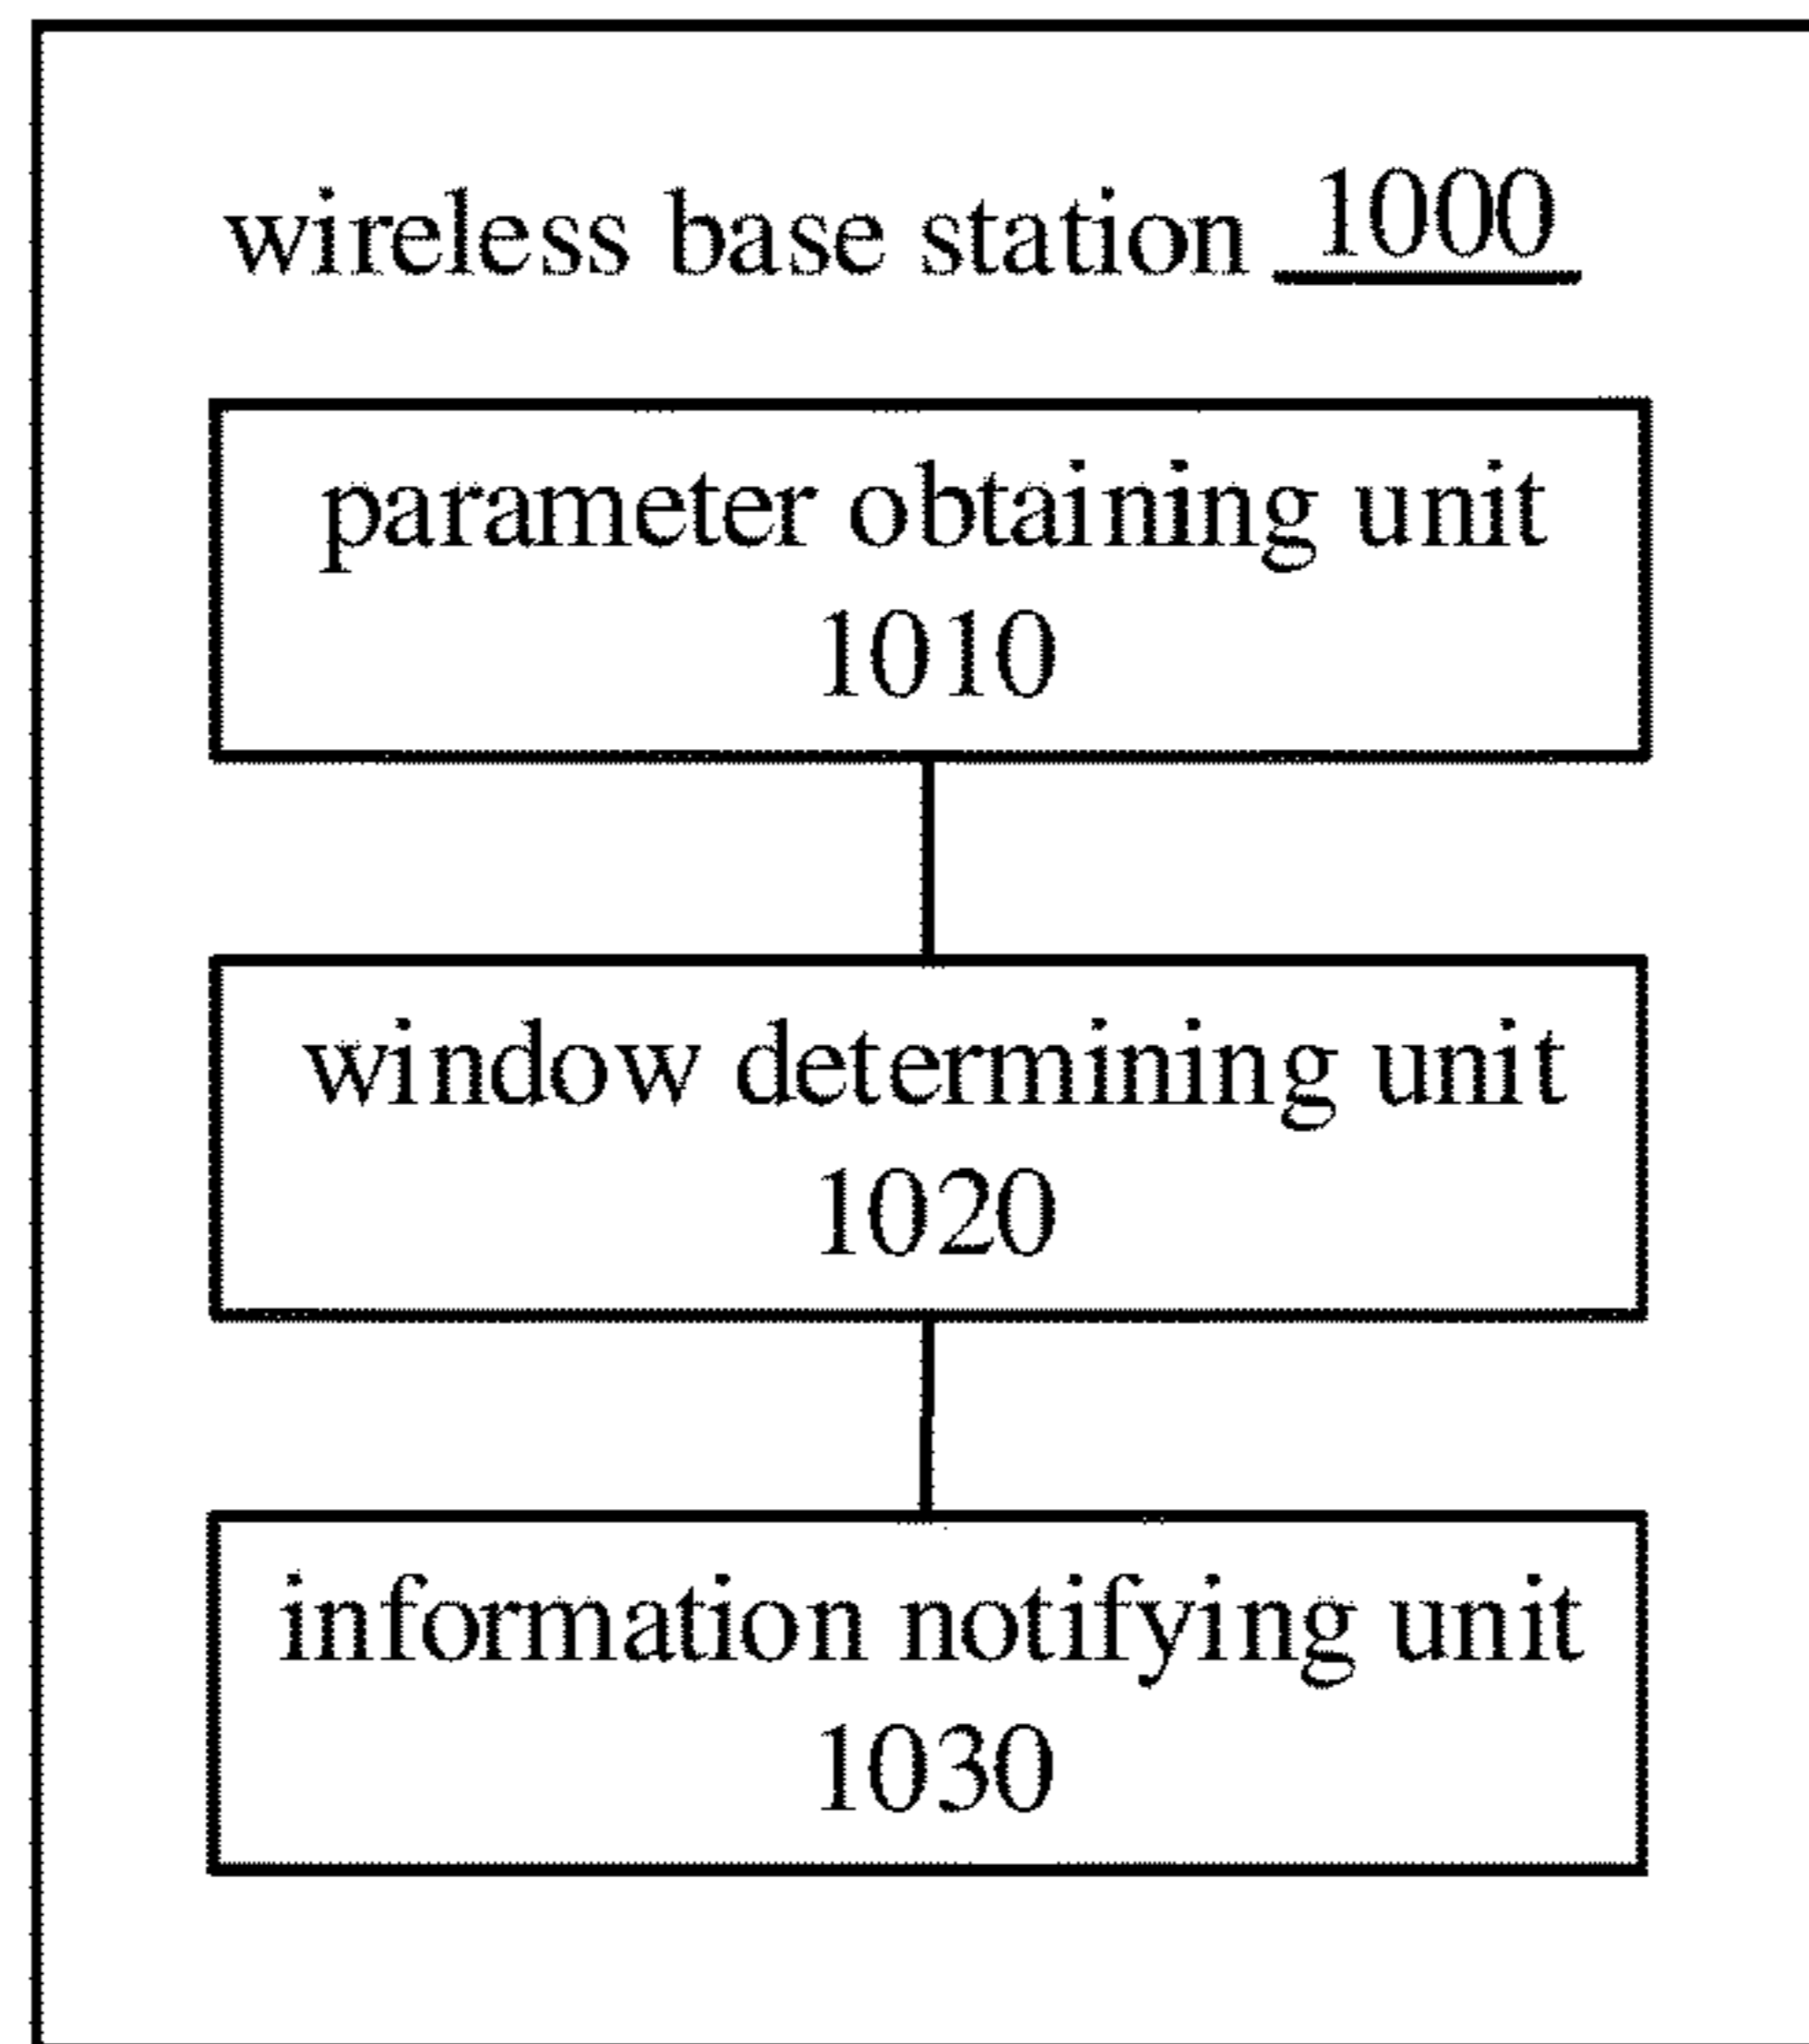 wireless base station 1000
parameter obtaining unit
1010
window determining unit
1020
information notifying unit
1030